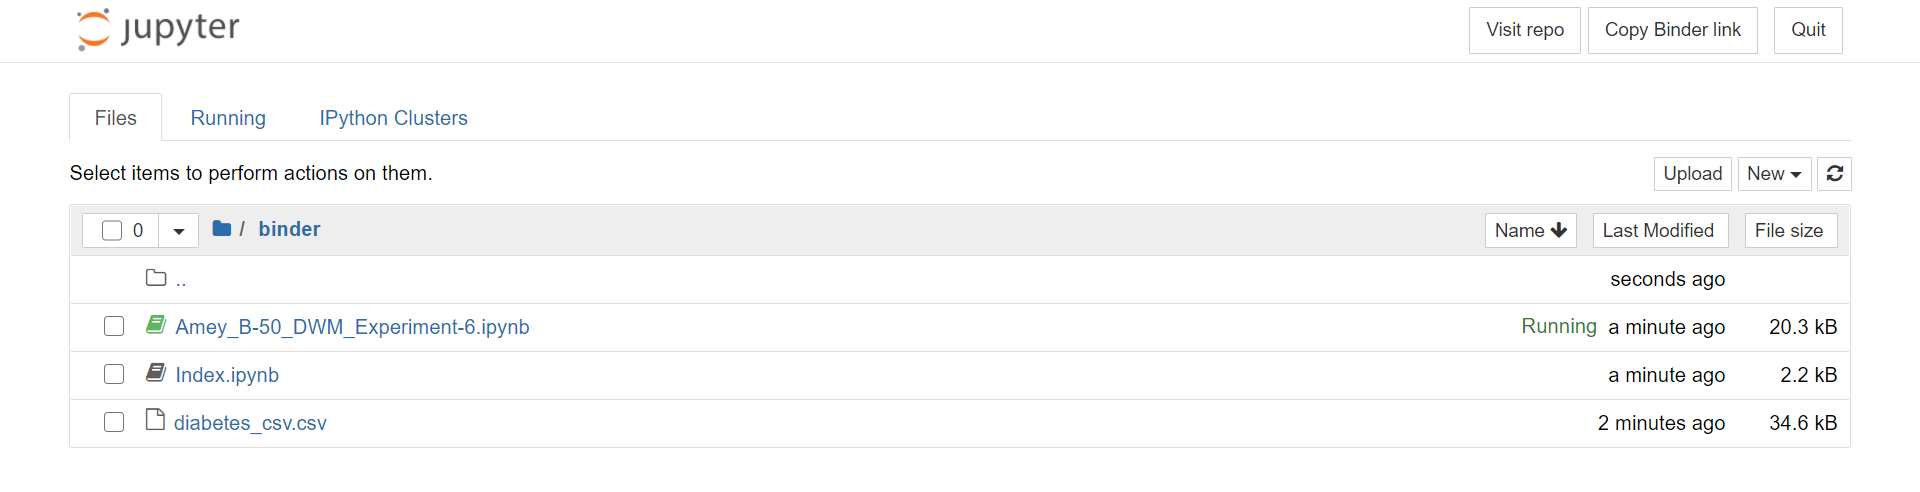 jupyter Visit repo Copy Binder link Quit
Files Running IPython Clusters
Select items to perform actions on them. Upload New
0 / binder Name Last Modified File size
.. seconds ago
Amey_B-50_DWM_Experiment-6.ipynb Running a minute ago 20.3 kB
Index.ipynb a minute ago 2.2 kB
diabetes_csv.csv 2 minutes ago 34.6 kB